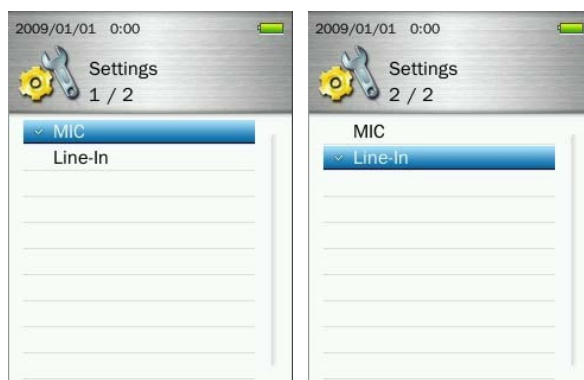 2009/01/01 0:00
Settings
1 / 2
MIC
Line-In
2009/01/01 0:00
Settings
2 / 2
MIC
Line-In